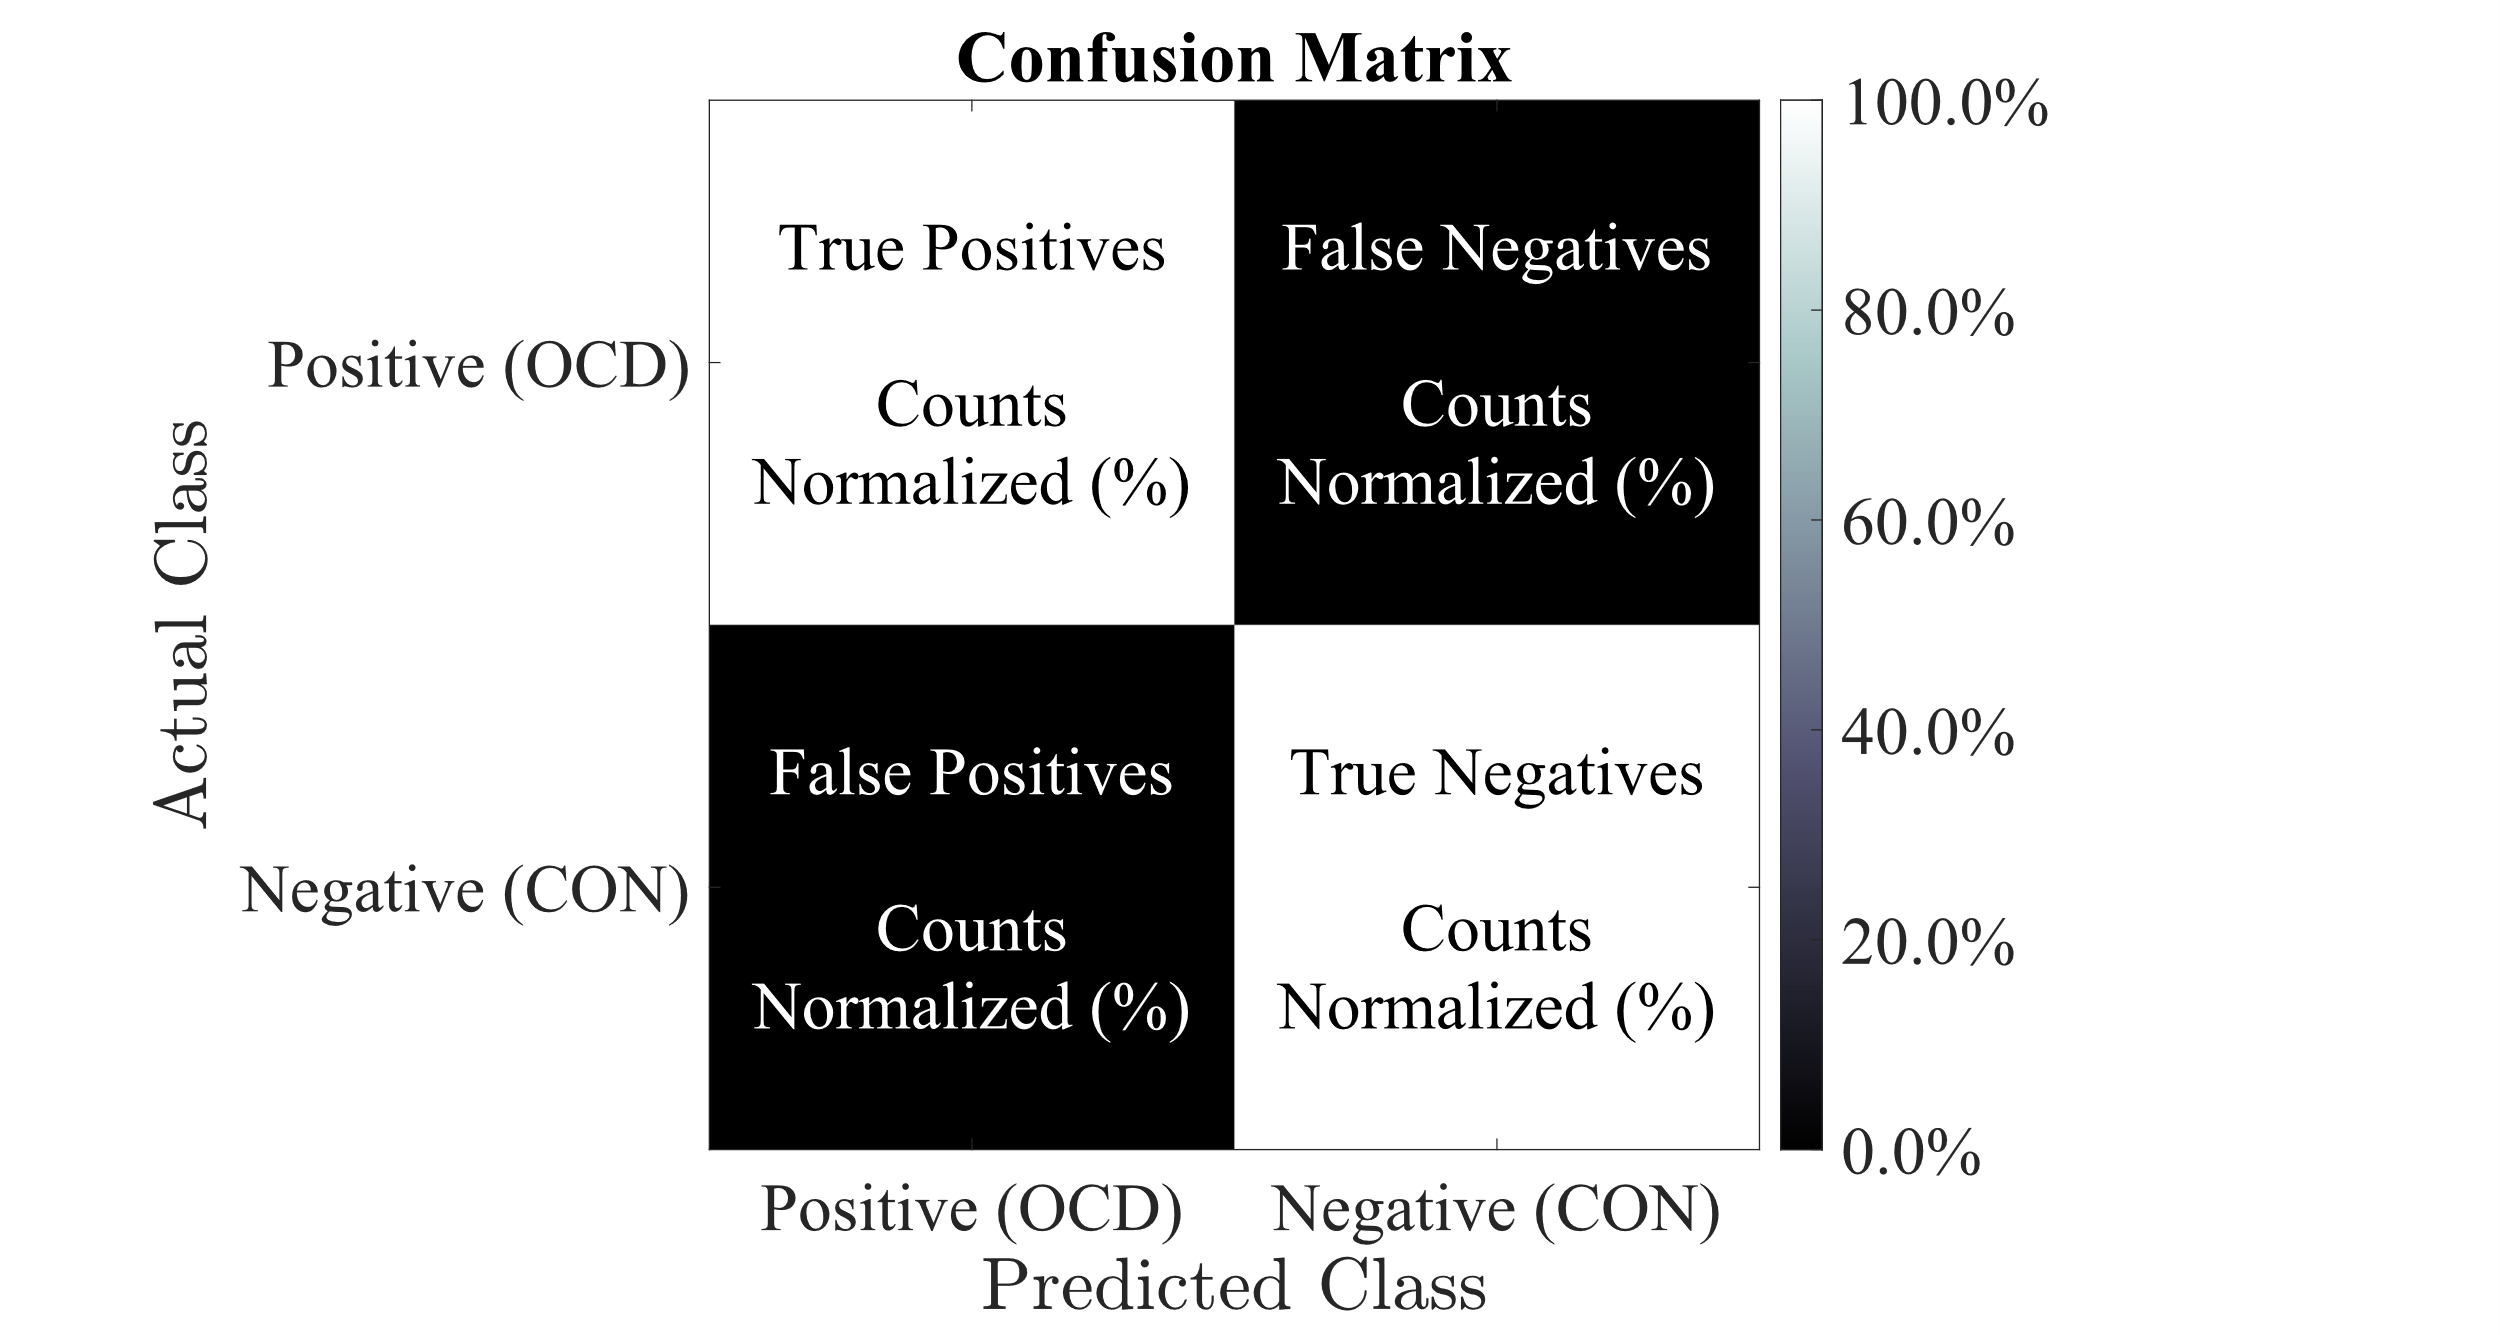 Confusion Matrix
True Positives
Counts
Normalized (%)
False Negatives
Counts
Normalized (%)
False Positives
Counts
Normalized (%)
True Negatives
Counts
Normalized (%)
Actual Class
Positive (OCD)
Negative (CON)
Positive (OCD)
Negative (CON)
Predicted Class
100.0%
80.0%
60.0%
40.0%
20.0%
0.0%